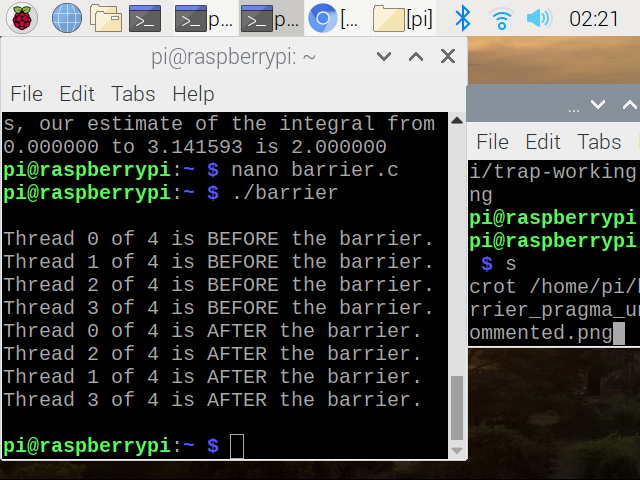 p...
p...
[...
[pi]
02:21
pi@raspberrypi: ~
File Edit Tabs Help
s, our estimate of the integral from
0.000000 to 3.141593 is 2.000000
pi@raspberrypi:~ $ nano barrier.c
pi@raspberrypi:~ $ ./barrier
Thread 0 of 4 is BEFORE the barrier.
Thread 1 of 4 is BEFORE the barrier.
Thread 2 of 4 is BEFORE the barrier.
Thread 3 of 4 is BEFORE the barrier.
Thread 0 of 4 is AFTER the barrier.
Thread 2 of 4 is AFTER the barrier.
Thread 1 of 4 is AFTER the barrier.
Thread 3 of 4 is AFTER the barrier.
pi@raspberrypi:~ $
...
File Edit Tabs
i/trap-working
ng
pi@raspberrypi
pi@raspberrypi
$ s
crot /home/pi/
rrier_pragma_un
ommented.png